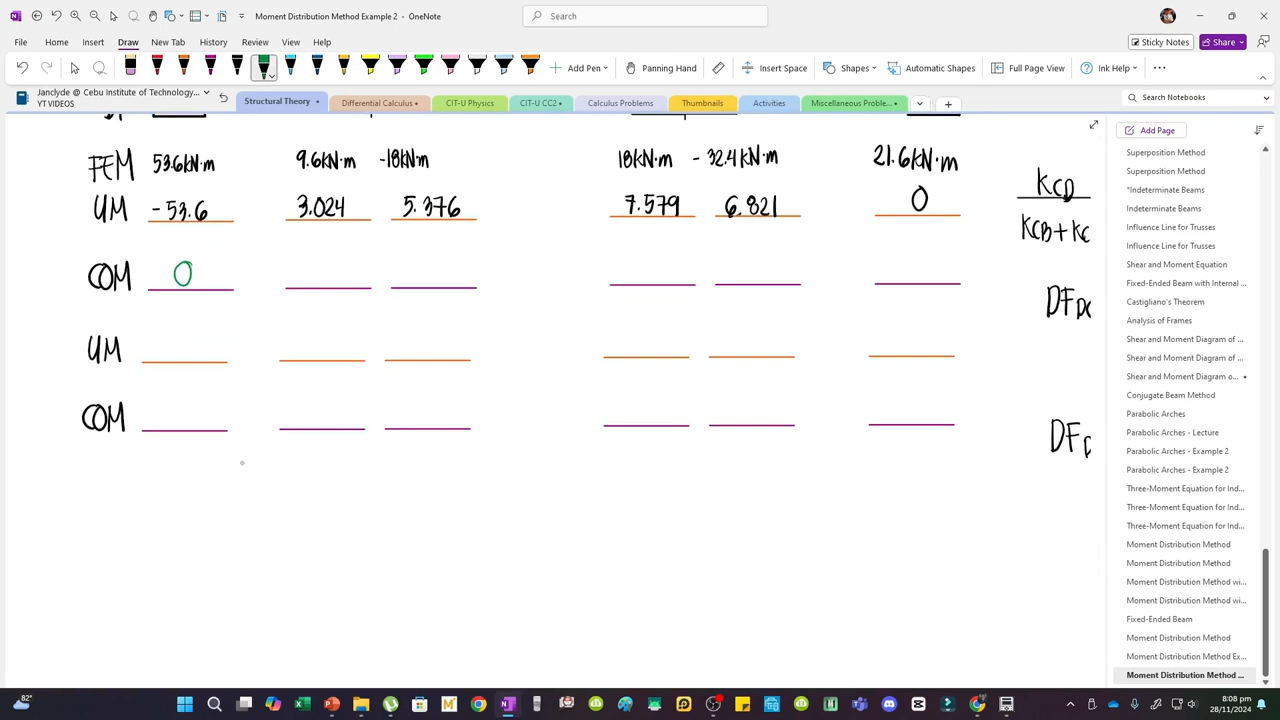 Moment Distribution Method Example 2 - OneNote
Search
File Home Insert Draw New Tab History Review View Help
Sticky Notes
Share
Add Pen
Panning Hand
Insert Space
Shapes
Automatic Shapes
Full Page View
Ink Help
Janclyde @ Cebu Institute of Technology...
YT VIDEOS
Structural Theory
Differential Calculus
CIT-U Physics
CIT-U CC2
Calculus Problems
Thumbnails
Activities
Miscellaneous Proble...
Search Notebooks
Add Page
FEM 53.6kN·m 9.6kN·m -18kN·m 18kN·m - 32.4kN·m 21.6kN·m
UM - 53.6 3.024 5.376 7.579 6.821 0
COM 0
UM
COM
KCD
KCB + KC
DFDC
DF
Superposition Method
Superposition Method
*Indeterminate Beams
Indeterminate Beams
Influence Line for Trusses
Influence Line for Trusses
Shear and Moment Equation
Fixed-Ended Beam with Internal ...
Castigliano's Theorem
Analysis of Frames
Shear and Moment Diagram of ...
Shear and Moment Diagram of ...
Shear and Moment Diagram o...
Conjugate Beam Method
Parabolic Arches
Parabolic Arches - Lecture
Parabolic Arches - Example 2
Parabolic Arches - Example 2
Three-Moment Equation for Ind...
Three-Moment Equation for Ind...
Three-Moment Equation for Ind...
Moment Distribution Method
Moment Distribution Method
Moment Distribution Method wi...
Moment Distribution Method wi...
Fixed-Ended Beam
Moment Distribution Method
Moment Distribution Method Ex...
Moment Distribution Method ...
82°
8:08 pm
28/11/2024